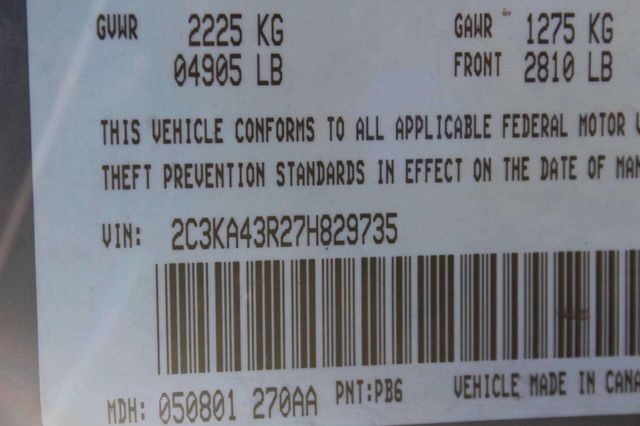 GVWR 2225 KG GAWR 1275 KG
04905 LB FRONT 2810 LB
THIS VEHICLE CONFORMS TO ALL APPLICABLE FEDERAL MOTOR V
THEFT PREVENTION STANDARDS IN EFFECT ON THE DATE OF MAN
VIN: 2C3KA43R27H829735
MDH: 050801 270AA PNT:PB6 VEHICLE MADE IN CANA